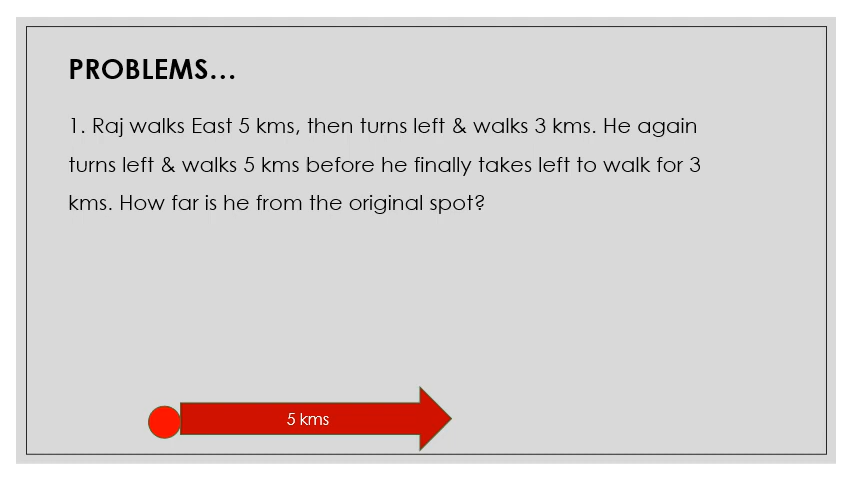 PROBLEMS…
1. Raj walks East 5 kms, then turns left & walks 3 kms. He again
turns left & walks 5 kms before he finally takes left to walk for 3
kms. How far is he from the original spot?
5 kms